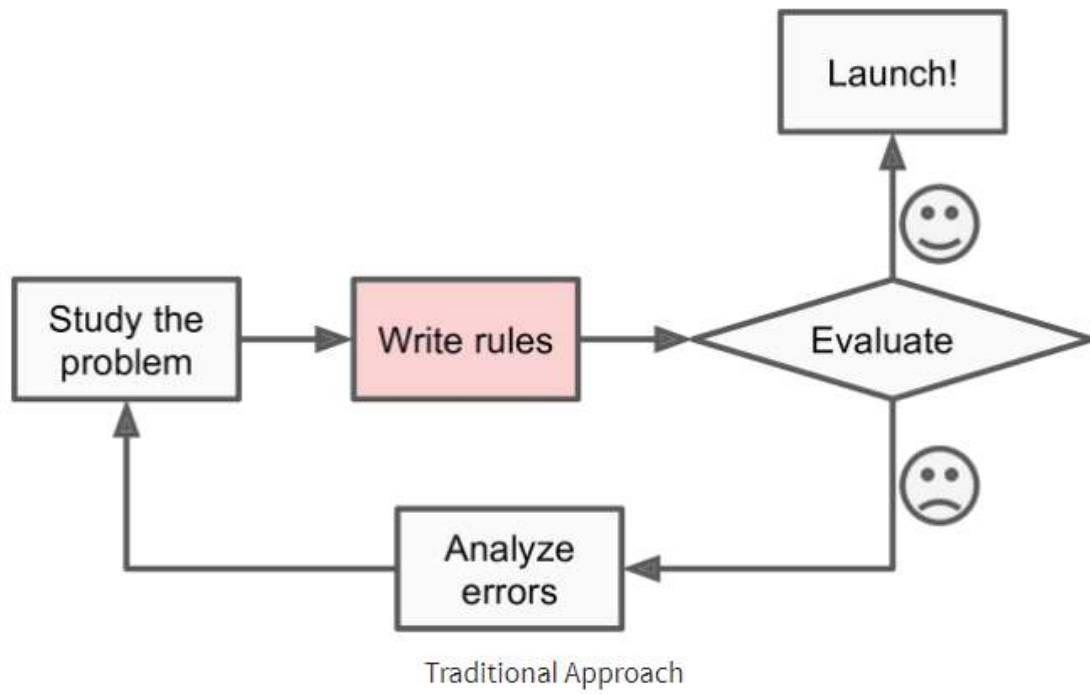 Launch!
Study the
problem
Write rules
Evaluate
Analyze
errors
Traditional Approach